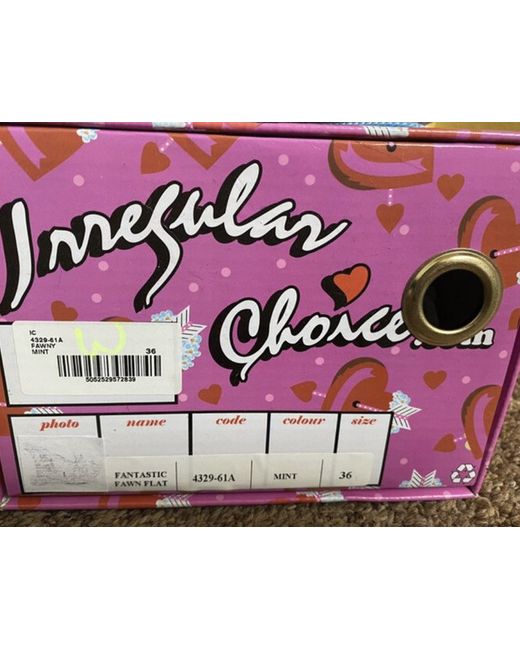 Irregular
Choice
IC
4329-61A
FAWNY
MINT
36
W
5052529572839
photo name code colour size
FANTASTIC FAWN FLAT 4329-61A MINT 36